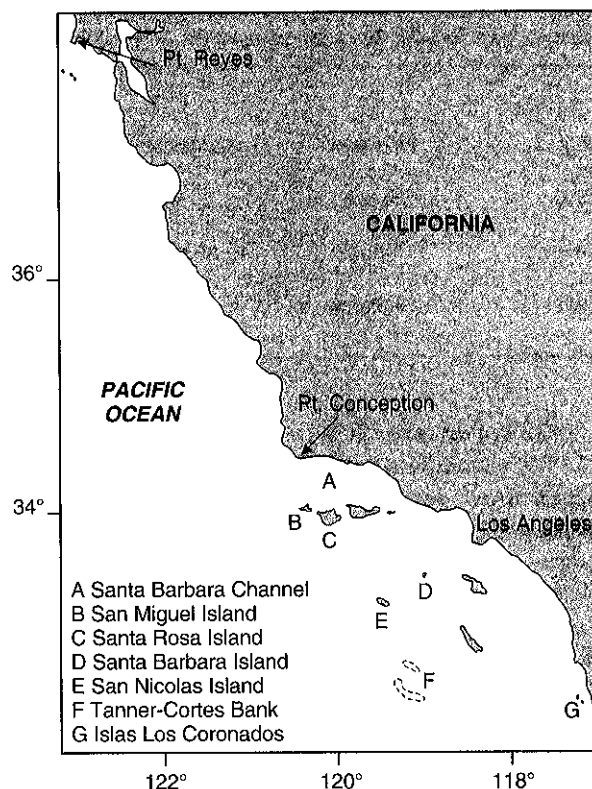 Pt. Reyes
CALIFORNIA
36°
PACIFIC
OCEAN
Pt. Conception
A
34°
B
C
Los Angeles
D
E
F
G
A Santa Barbara Channel
B San Miguel Island
C Santa Rosa Island
D Santa Barbara Island
E San Nicolas Island
F Tanner-Cortes Bank
G Islas Los Coronados
122°
120°
118°